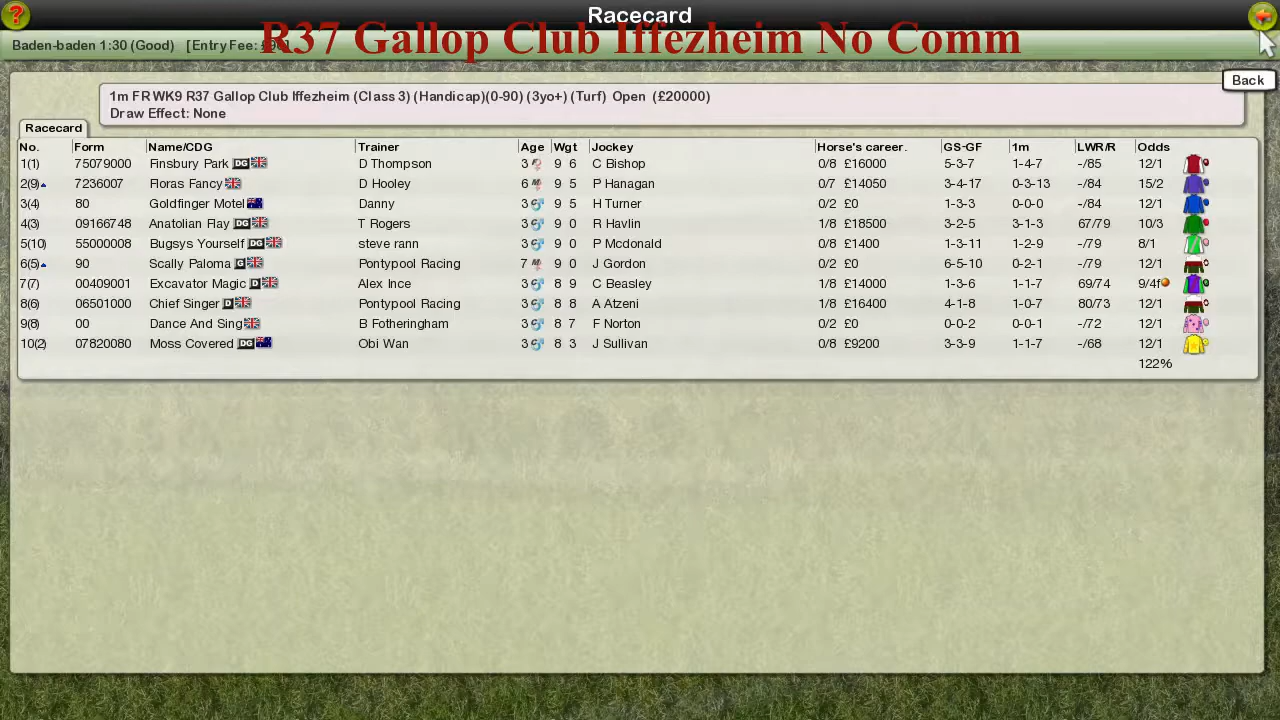 Racecard
R37 Gallop Club Iffezheim No Comm
Baden-baden 1:30 (Good) [Entry Fee:
Back
1m FR WK9 R37 Gallop Club Iffezheim (Class 3) (Handicap)(0-90) (3yo+) (Turf) Open (£20000)
Draw Effect: None
Racecard
No. Form Name/CDG Trainer Age Wgt Jockey Horse's career. GS-GF 1m LWR/R Odds
1(1) 75079000 Finsbury Park DG D Thompson 3 9 6 C Bishop 0/8 £16000 5-3-7 1-4-7 -/85 12/1
2(9) 7236007 Floras Fancy D Hooley 6 9 5 P Hanagan 0/7 £14050 3-4-17 0-3-13 -/84 15/2
3(4) 80 Goldfinger Motel Danny 3 9 5 H Turner 0/2 £0 1-3-3 0-0-0 -/84 12/1
4(3) 09166748 Anatolian Ray DG T Rogers 3 9 0 R Havlin 1/8 £18500 3-2-5 3-1-3 67/79 10/3
5(10) 55000008 Bugsys Yourself DG steve rann 3 9 0 P Mcdonald 0/8 £1400 1-3-11 1-2-9 -/79 8/1
6(5) 90 Scally Paloma G Pontypool Racing 7 9 0 J Gordon 0/2 £0 6-5-10 0-2-1 -/79 12/1
7(7) 00409001 Excavator Magic D Alex Ince 3 8 9 C Beasley 1/8 £14000 1-3-6 1-1-7 69/74 9/4f
8(6) 06501000 Chief Singer D Pontypool Racing 3 8 8 A Atzeni 1/8 £16400 4-1-8 1-0-7 80/73 12/1
9(8) 00 Dance And Sing B Fotheringham 3 8 7 F Norton 0/2 £0 0-0-2 0-0-1 -/72 12/1
10(2) 07820080 Moss Covered DG Obi Wan 3 8 3 J Sullivan 0/8 £9200 3-3-9 1-1-7 -/68 12/1
122%